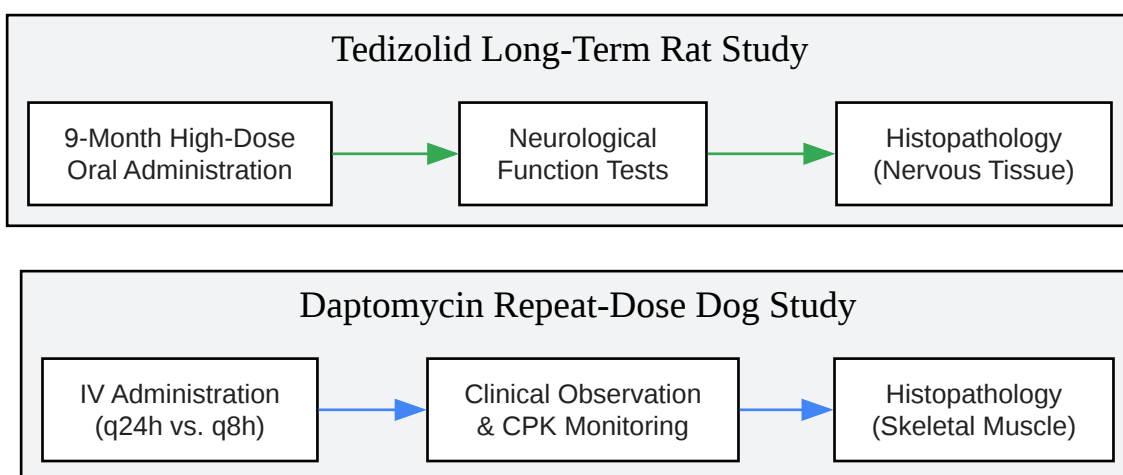 Tedizolid Long-Term Rat Study
9-Month High-Dose
Oral Administration
Neurological
Function Tests
Histopathology
(Nervous Tissue)
Daptomycin Repeat-Dose Dog Study
IV Administration
(q24h vs. q8h)
Clinical Observation
& CPK Monitoring
Histopathology
(Skeletal Muscle)